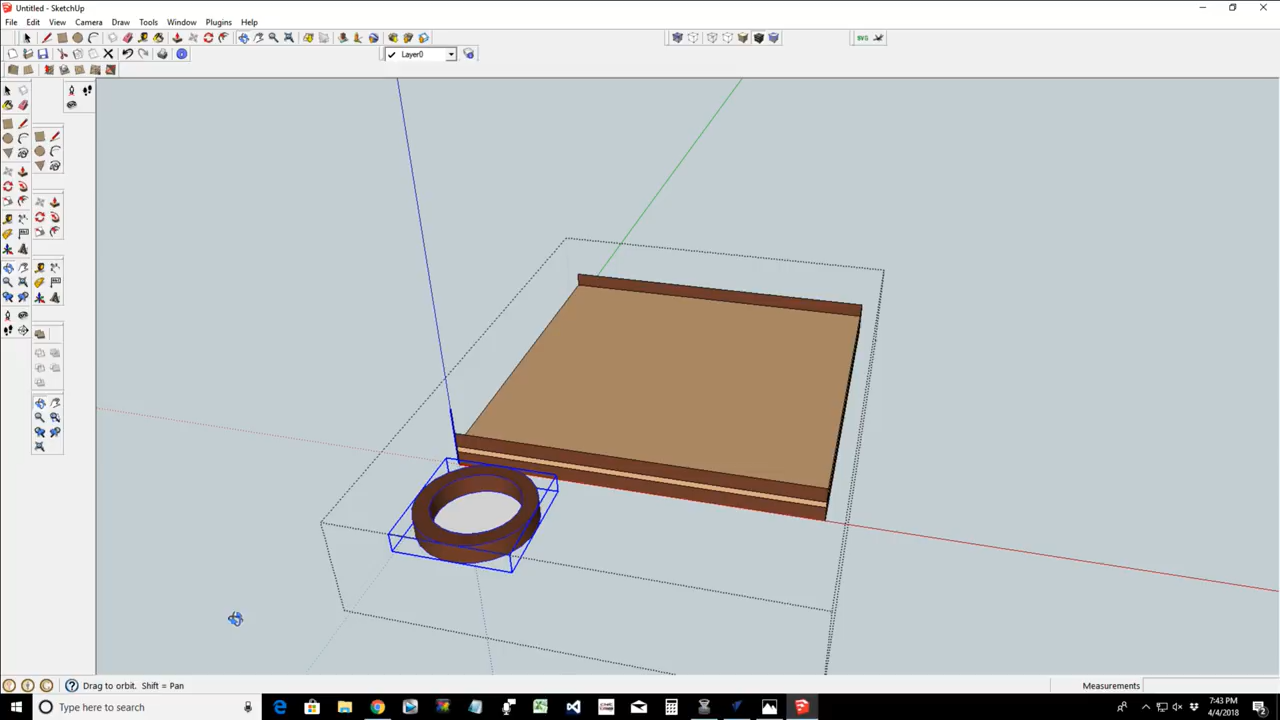 Untitled - SketchUp
File Edit View Camera Draw Tools Window Plugins Help
Layer0
SVG
Drag to orbit. Shift = Pan
Measurements
Type here to search
7:43 PM
4/4/2018